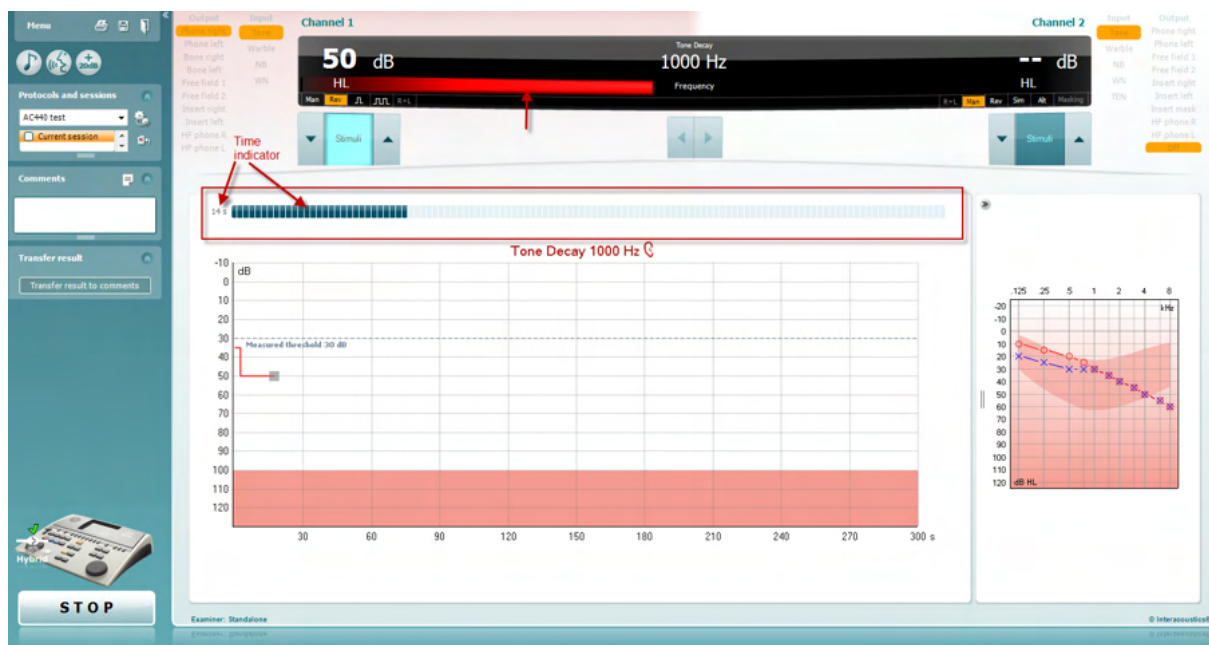 Menu
Protocols and sessions
AC440 test
Current session
Comments
Transfer result
Transfer result to comments
Hybrid
STOP
Output
Input
Phone right
Tone
Phone left
Warble
Bone right
NB
Bone left
Free field 1
WN
Free field 2
Insert right
Insert left
HF phone R
HF phone L
Channel 1
50 dB
HL
Man Rev R+L
Tone Decay
1000 Hz
Frequency
Channel 2
-- dB
HL
R+L Man Rev Sim Alt Masking
Input
Output
Tone
Phone right
Warble
Phone left
NB
Free field 1
Free field 2
WN
Insert right
TEN
Insert left
Insert mask
HF phone R
HF phone L
Off
Stimuli
Stimuli
Time
indicator
14 s
Tone Decay 1000 Hz
dB
-10
0
10
20
30
40
50
60
70
80
90
100
110
120
Measured threshold 30 dB
30 60 90 120 150 180 210 240 270 300 s
.125 .25 .5 1 2 4 8
kHz
-20
-10
0
10
20
30
40
50
60
70
80
90
100
110
120
dB HL
Examiner: Standalone
© Interacoustics®